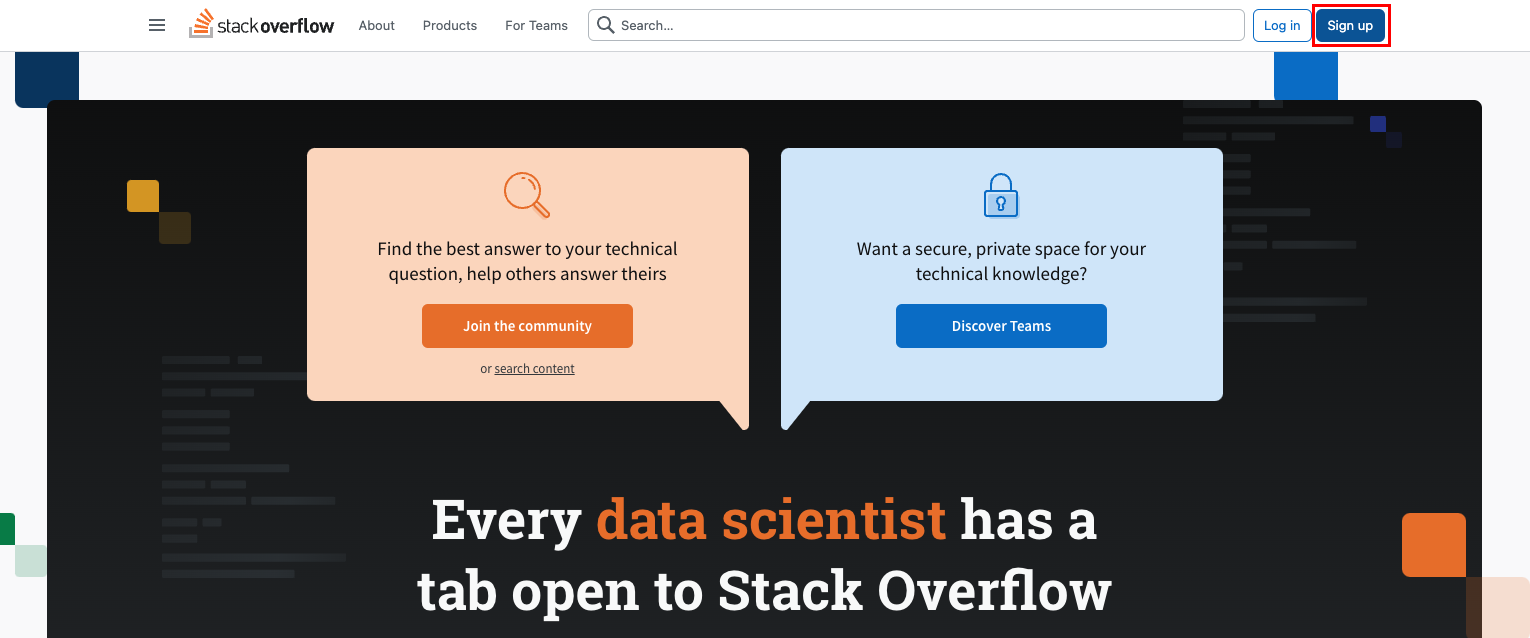 stackoverflow About Products For Teams Search... Log in Sign up
Find the best answer to your technical
question, help others answer theirs
Join the community
or search content
Want a secure, private space for your
technical knowledge?
Discover Teams
Every data scientist has a
tab open to Stack Overflow